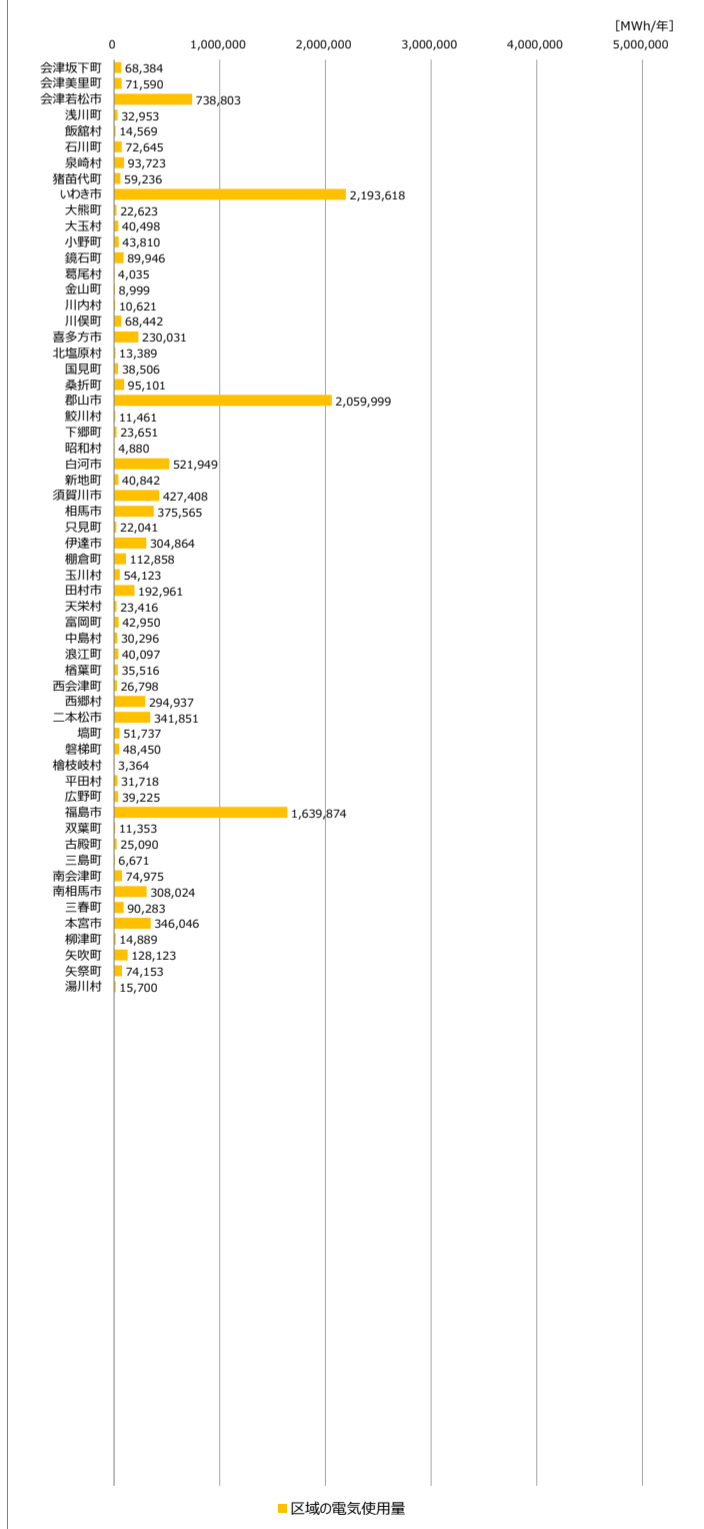 [MWh/年]
0 1,000,000 2,000,000 3,000,000 4,000,000 5,000,000
会津坂下町 68,384
会津美里町 71,590
会津若松市 738,803
浅川町 32,953
飯舘村 14,569
石川町 72,645
泉崎村 93,723
猪苗代町 59,236
いわき市 2,193,618
大熊町 22,623
大玉村 40,498
小野町 43,810
鏡石町 89,946
葛尾村 4,035
金山町 8,999
川内村 10,621
川俣町 68,442
喜多方市 230,031
北塩原村 13,389
国見町 38,506
桑折町 95,101
郡山市 2,059,999
鮫川村 11,461
下郷町 23,651
昭和村 4,880
白河市 521,949
新地町 40,842
須賀川市 427,408
相馬市 375,565
只見町 22,041
伊達市 304,864
棚倉町 112,858
玉川村 54,123
田村市 192,961
天栄村 23,416
富岡町 42,950
中島村 30,296
浪江町 40,097
楢葉町 35,516
西会津町 26,798
西郷村 294,937
二本松市 341,851
塙町 51,737
磐梯町 48,450
檜枝岐村 3,364
平田村 31,718
広野町 39,225
福島市 1,639,874
双葉町 11,353
古殿町 25,090
三島町 6,671
南会津町 74,975
南相馬市 308,024
三春町 90,283
本宮市 346,046
柳津町 14,889
矢吹町 128,123
矢祭町 74,153
湯川村 15,700
区域の電気使用量